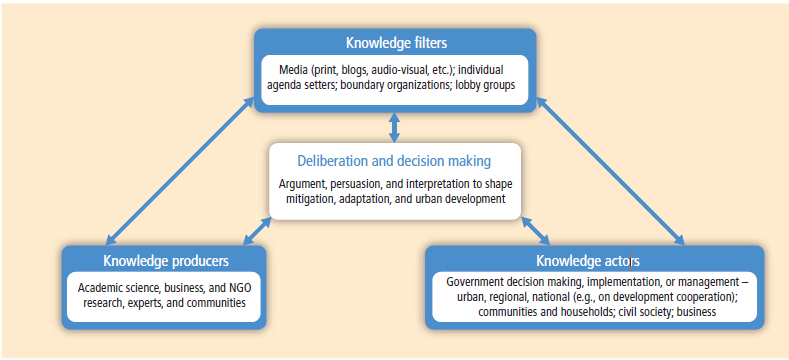 Knowledge filters
Media (print, blogs, audio-visual, etc.); individual
agenda setters; boundary organizations; lobby groups
Deliberation and decision making
Argument, persuasion, and interpretation to shape
mitigation, adaptation, and urban development
Knowledge producers
Academic science, business, and NGO
research, experts, and communities
Knowledge actors
Government decision making, implementation, or management –
urban, regional, national (e.g., on development cooperation);
communities and households; civil society; business